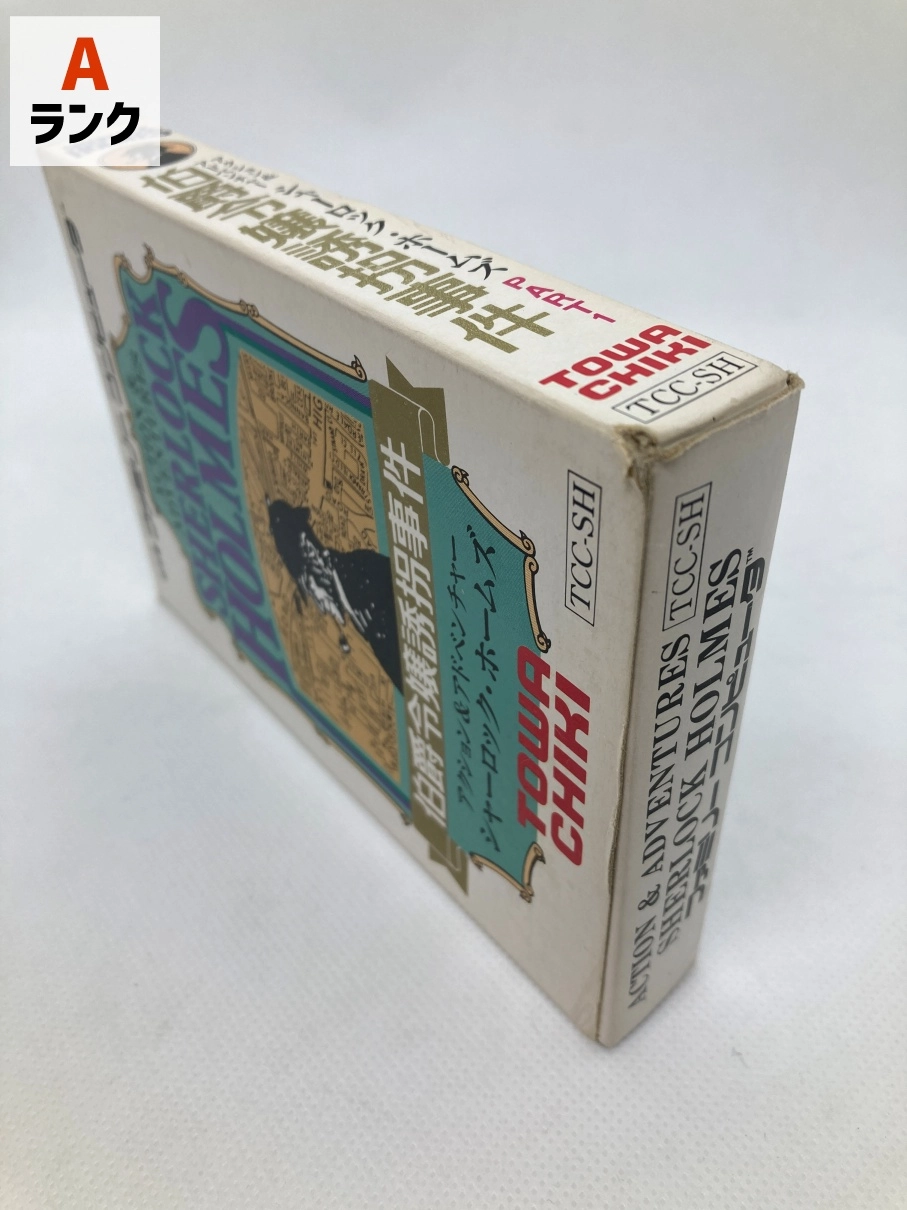 A
ランク
シャーロック・ホームズ PART1
伯爵令嬢誘拐事件
TOWA
CHIKI
TCC-SH
SHERLOCK
HOLMES
伯爵令嬢誘拐事件
アクション&アドベンチャー
シャーロック・ホームズ
TOWA
CHIKI
TCC-SH
ACTION & ADVENTURES
SHERLOCK HOLMES
TCC-SH
ファミリーコンピュータ™